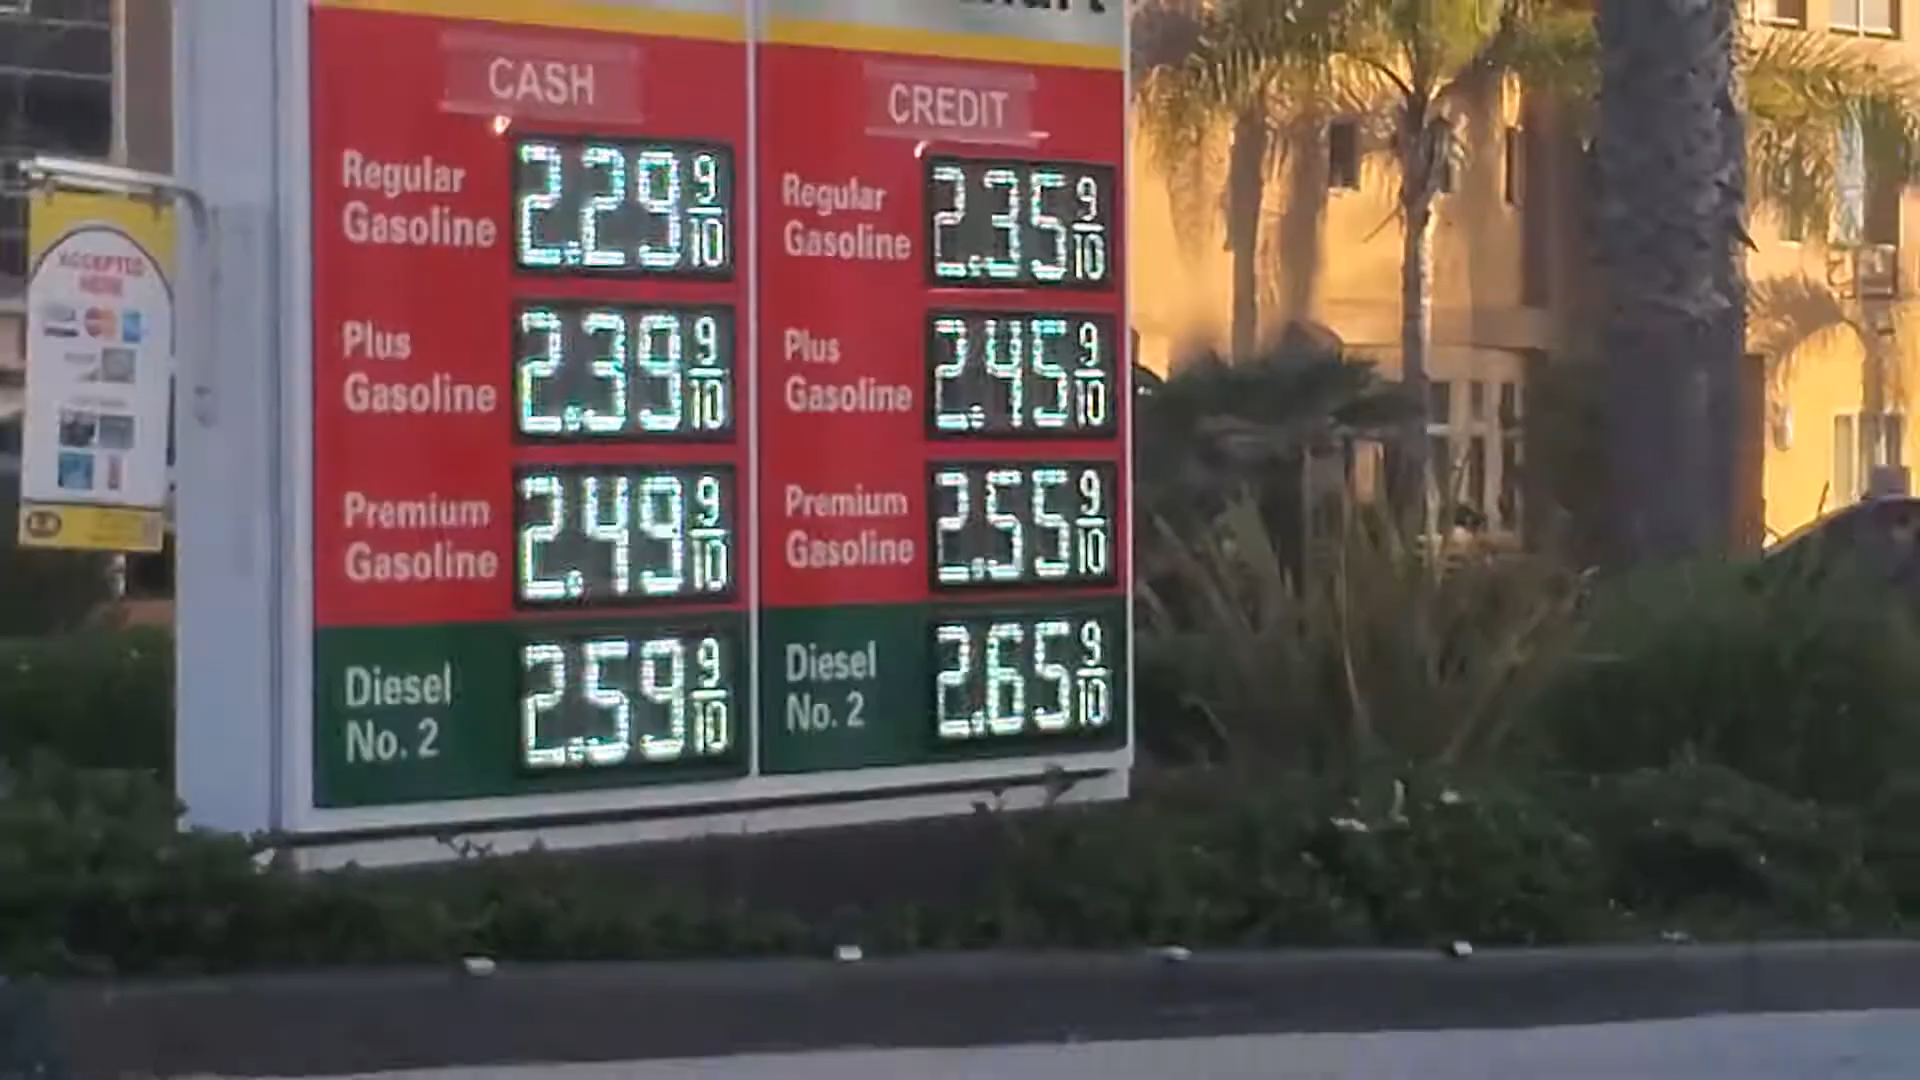 CASH
Regular
Gasoline
2.29 9/10
Plus
Gasoline
2.39 9/10
Premium
Gasoline
2.49 9/10
Diesel
No. 2
2.59 9/10
CREDIT
Regular
Gasoline
2.35 9/10
Plus
Gasoline
2.45 9/10
Premium
Gasoline
2.55 9/10
Diesel
No. 2
2.65 9/10
ACCEPTED
HERE
VISA